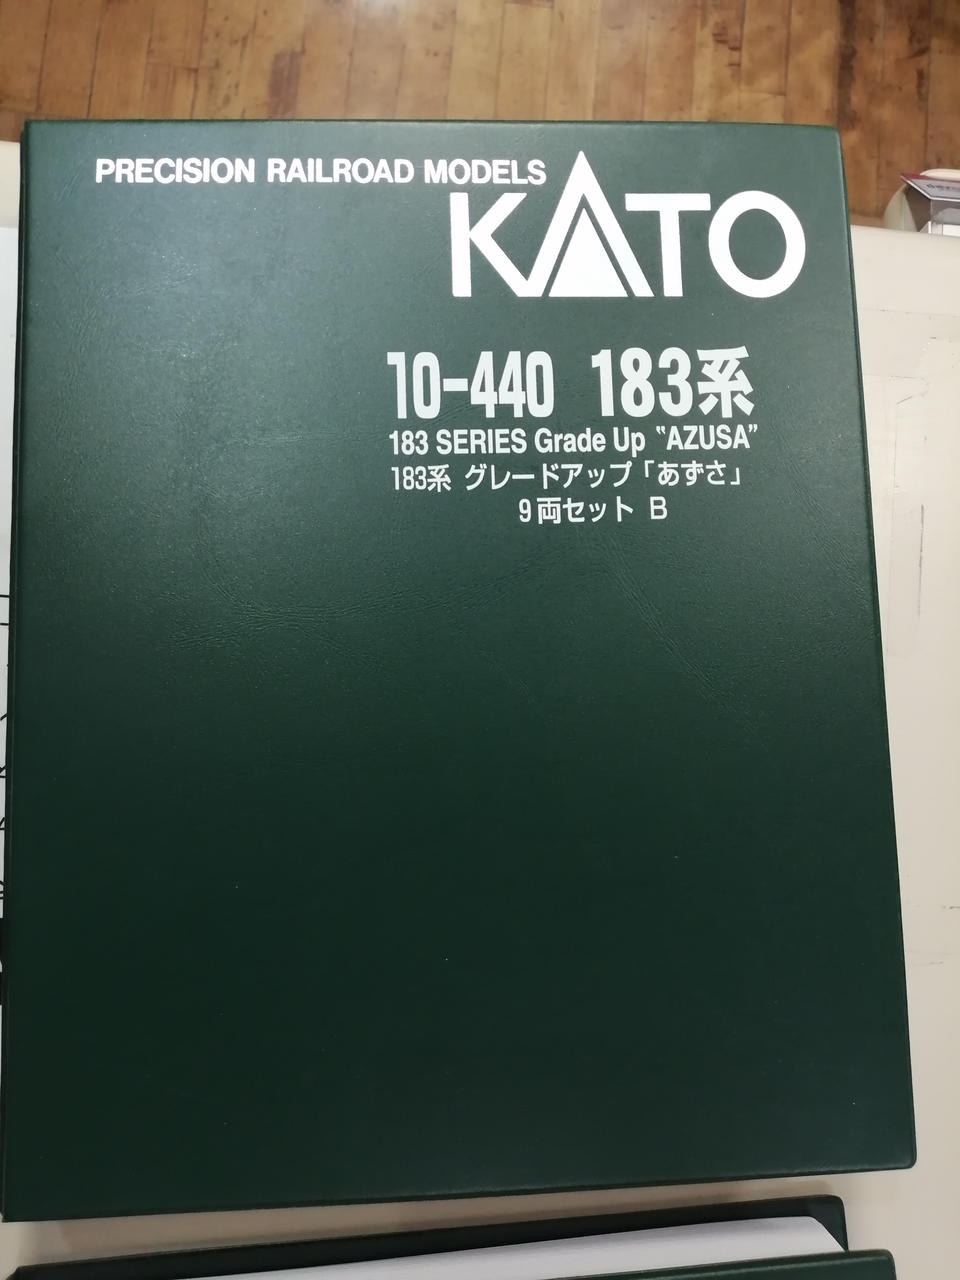 PRECISION RAILROAD MODELS
KATO
10-440 183系
183 SERIES Grade Up "AZUSA"
183系 グレードアップ「あずさ」
9両セット B